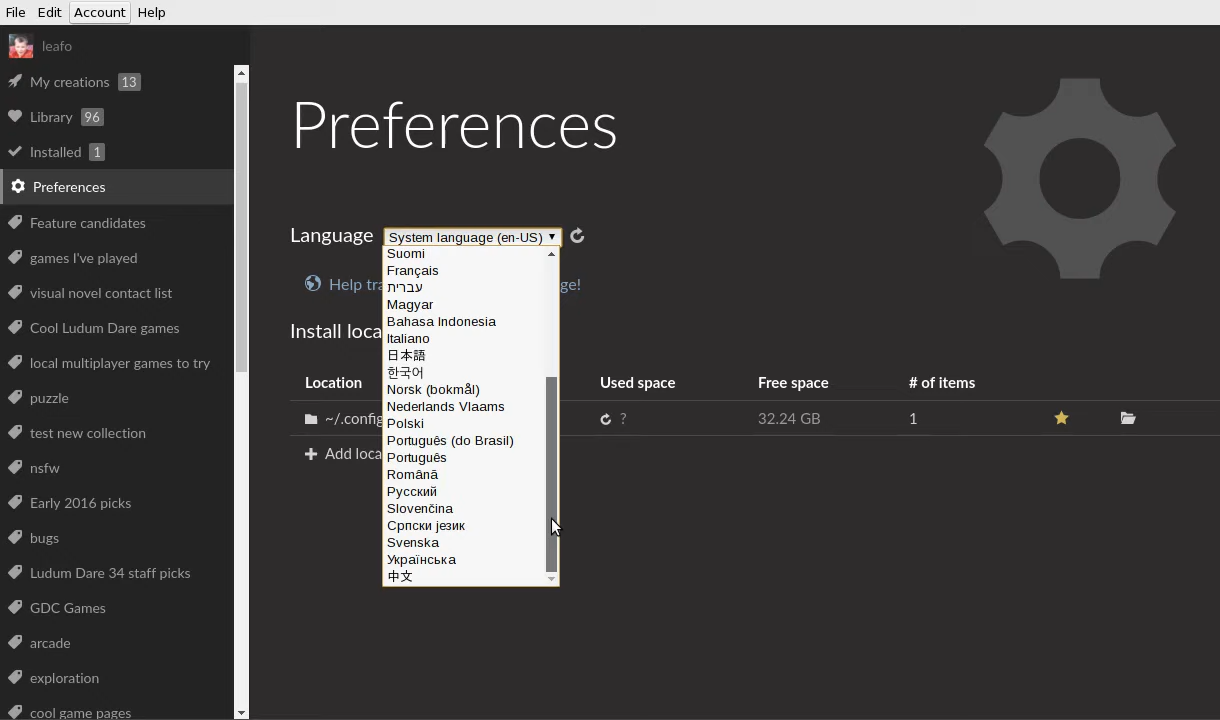 File Edit Account Help
leafo
My creations 13
Library 96
Installed 1
Preferences
Feature candidates
games I've played
visual novel contact list
Cool Ludum Dare games
local multiplayer games to try
puzzle
test new collection
nsfw
Early 2016 picks
bugs
Ludum Dare 34 staff picks
GDC Games
arcade
exploration
cool game pages
Preferences
Language System language (en-US)
Suomi
Français
עברית
Magyar
Bahasa Indonesia
Italiano
日本語
한국어
Norsk (bokmål)
Nederlands Vlaams
Polski
Português (do Brasil)
Português
Română
Русский
Slovenčina
Српски језик
Svenska
Українська
中文
Help
Install
Location Used space Free space # of items
~/.config ? 32.24 GB 1
Add